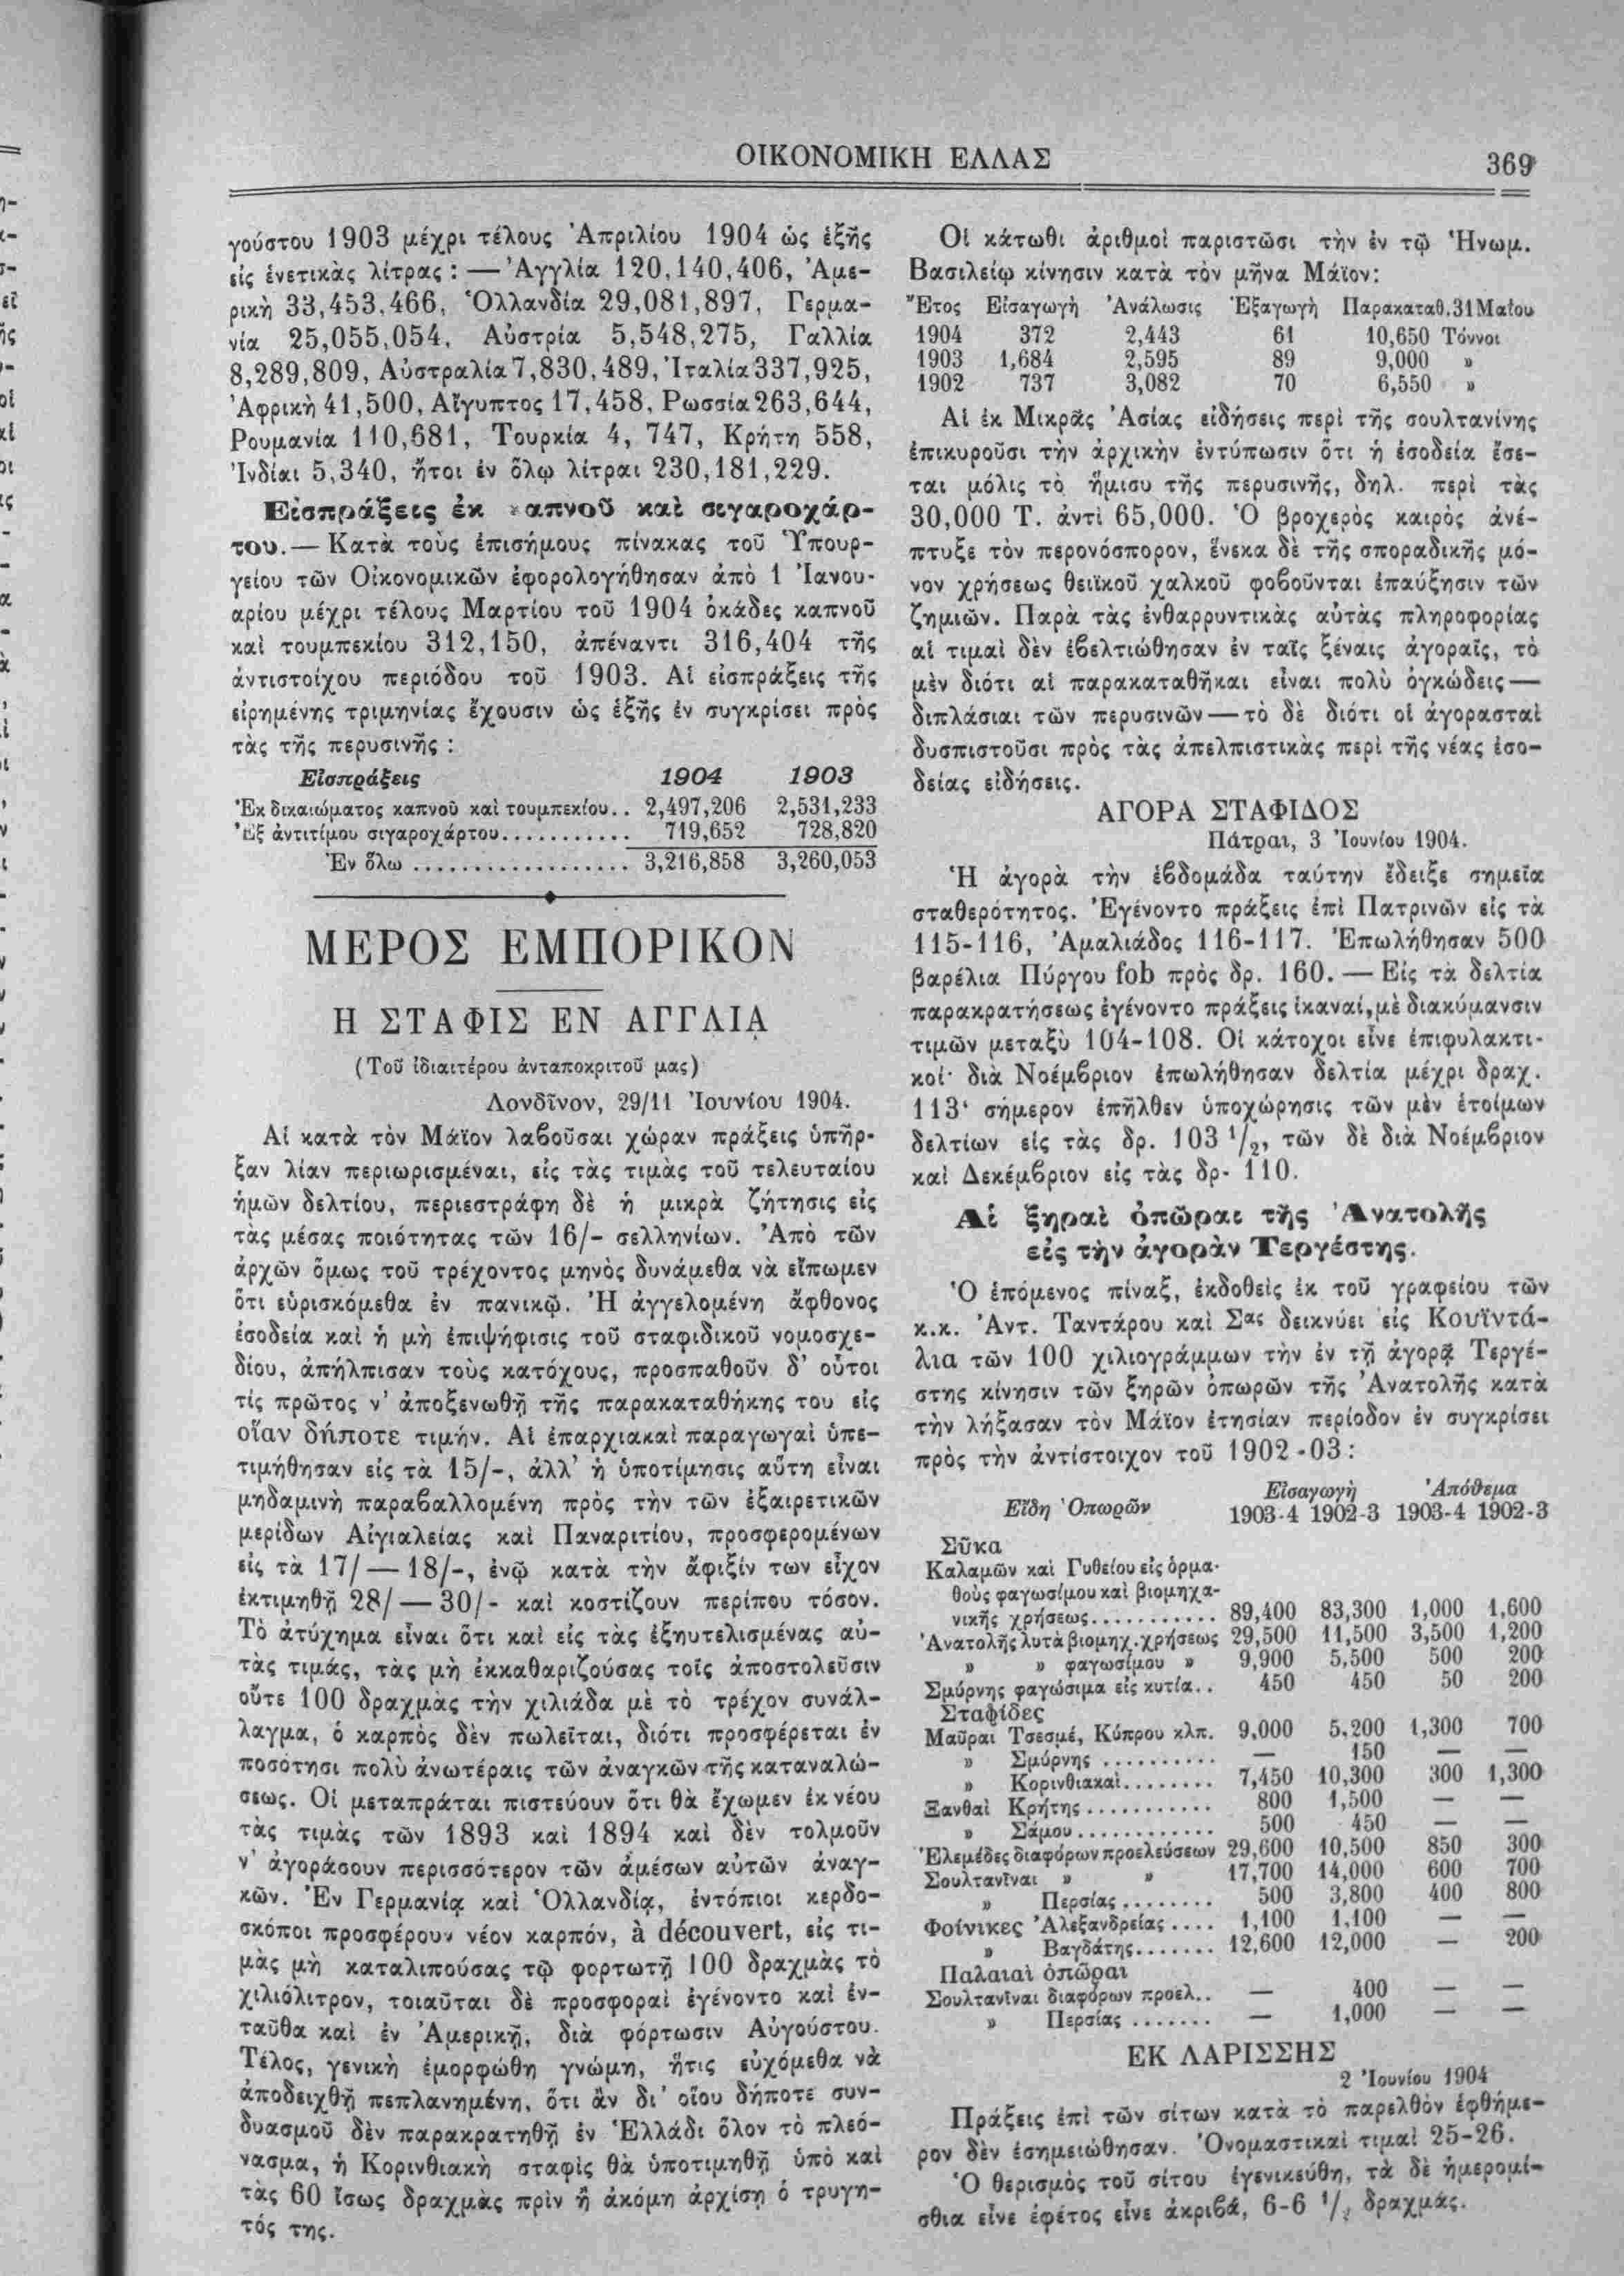 ΟΙΚΟΝΟΜΙΚΗ ΕΛΛΑΣ
369
γούστου 1903 μέχρι τέλους Ἀπριλίου 1904 ὡς ἑξῆς
εἰς ἐνετικὰς λίτρας : — Ἀγγλία 120,140,406, Ἀμε-
ρικὴ 33,453,466, Ὁλλανδία 29,081,897, Γερμα-
νία 25,055,054, Αὐστρία 5,548,275, Γαλλία
8,289,809, Αὐστραλία 7,830,489, Ἰταλία 337,925,
Ἀφρικὴ 41,500, Αἴγυπτος 17,458, Ρωσσία 263,644,
Ρουμανία 110,681, Τουρκία 4, 747, Κρήτη 558,
Ἰνδίαι 5,340, ἤτοι ἐν ὅλῳ λίτραι 230,181,229.
Εἰσπράξεις ἐκ καπνοῦ καὶ σιγαροχάρ-
του.— Κατὰ τοὺς ἐπισήμους πίνακας τοῦ Ὑπουρ-
γείου τῶν Οἰκονομικῶν ἐφορολογήθησαν ἀπὸ 1 Ἰανου-
αρίου μέχρι τέλους Μαρτίου τοῦ 1904 ὀκάδες καπνοῦ
καὶ τουμπεκίου 312,150, ἀπέναντι 316,404 τῆς
ἀντιστοίχου περιόδου τοῦ 1903. Αἱ εἰσπράξεις τῆς
εἰρημένης τριμηνίας ἔχουσιν ὡς ἑξῆς ἐν συγκρίσει πρὸς
τὰς τῆς περυσινῆς :
Εἰσπράξεις 1904 1903
Ἐκ δικαιώματος καπνοῦ καὶ τουμπεκίου.. 2,497,206 2,531,233
Ἐξ ἀντιτίμου σιγαροχάρτου............ 719,652 728,820
Ἐν ὅλω .................. 3,216,858 3,260,053
ΜΕΡΟΣ ΕΜΠΟΡΙΚΟΝ
Η ΣΤΑΦΙΣ ΕΝ ΑΓΓΛΙᾼ
(Τοῦ ἰδιαιτέρου ἀνταποκριτοῦ μας)
Λονδῖνον, 29/11 Ἰουνίου 1904.
Αἱ κατὰ τὸν Μάϊον λαβοῦσαι χώραν πράξεις ὑπῆρ-
ξαν λίαν περιωρισμέναι, εἰς τὰς τιμὰς τοῦ τελευταίου
ἡμῶν δελτίου, περιεστράφη δὲ ἡ μικρὰ ζήτησις εἰς
τὰς μέσας ποιότητας τῶν 16/- σελληνίων. Ἀπὸ τῶν
ἀρχῶν ὅμως τοῦ τρέχοντος μηνὸς δυνάμεθα νὰ εἴπωμεν
ὅτι εὑρισκόμεθα ἐν πανικῷ. Ἡ ἀγγελομένη ἄφθονος
ἐσοδεία καὶ ἡ μὴ ἐπιψήφισις τοῦ σταφιδικοῦ νομοσχε-
δίου, ἀπήλπισαν τοὺς κατόχους, προσπαθοῦν δ' οὗτοι
τίς πρῶτος ν' ἀποξενωθῇ τῆς παρακαταθήκης του εἰς
οἵαν δήποτε τιμήν. Αἱ ἐπαρχιακαὶ παραγωγαὶ ὑπε-
τιμήθησαν εἰς τὰ 15/-, ἀλλ' ἡ ὑποτίμησις αὕτη εἶναι
μηδαμινὴ παραβαλλομένη πρὸς τὴν τῶν ἐξαιρετικῶν
μερίδων Αἰγιαλείας καὶ Παναριτίου, προσφερομένων
εἰς τὰ 17/ — 18/-, ἐνῷ κατὰ τὴν ἄφιξίν των εἶχον
ἐκτιμηθῆ 28/ — 30/- καὶ κοστίζουν περίπου τόσον.
Τὸ ἀτύχημα εἶναι ὅτι καὶ εἰς τὰς ἐξηυτελισμένας αὐ-
τὰς τιμάς, τὰς μὴ ἐκκαθαριζούσας τοῖς ἀποστολεῦσιν
οὔτε 100 δραχμὰς τὴν χιλιάδα μὲ τὸ τρέχον συνάλ-
λαγμα, ὁ καρπὸς δὲν πωλεῖται, διότι προσφέρεται ἐν
ποσότησι πολὺ ἀνωτέραις τῶν ἀναγκῶν τῆς καταναλώ-
σεως. Οἱ μεταπράται πιστεύουν ὅτι θὰ ἔχωμεν ἐκ νέου
τὰς τιμὰς τῶν 1893 καὶ 1894 καὶ δὲν τολμοῦν
ν' ἀγοράσουν περισσότερον τῶν ἀμέσων αὐτῶν ἀναγ-
κῶν. Ἐν Γερμανίᾳ καὶ Ὁλλανδίᾳ, ἐντόπιοι κερδο-
σκόποι προσφέρουν νέον καρπόν, à découvert, εἰς τι-
μὰς μὴ καταλιπούσας τῷ φορτωτῇ 100 δραχμὰς τὸ
χιλιόλιτρον, τοιαῦται δὲ προσφοραὶ ἐγένοντο καὶ ἐν-
ταῦθα καὶ ἐν Ἀμερικῇ, διὰ φόρτωσιν Αὐγούστου.
Τέλος, γενικὴ ἐμορφώθη γνώμη, ἥτις εὐχόμεθα νὰ
ἀποδειχθῇ πεπλανημένη, ὅτι ἂν δι' οἵου δήποτε συν-
δυασμοῦ δὲν παρακρατηθῇ ἐν Ἑλλάδι ὅλον τὸ πλεό-
νασμα, ἡ Κορινθιακὴ σταφὶς θὰ ὑποτιμηθῇ ὑπὸ καὶ
τὰς 60 ἴσως δραχμὰς πρὶν ἢ ἀκόμη ἀρχίσῃ ὁ τρυγη-
τός της.
Οἱ κάτωθι ἀριθμοὶ παριστῶσι τὴν ἐν τῷ Ἡνωμ.
Βασιλείῳ κίνησιν κατὰ τὸν μῆνα Μάϊον:
Ἔτος Εἰσαγωγὴ Ἀνάλωσις Ἐξαγωγὴ Παρακαταθ. 31 Μαΐου
1904 372 2,443 61 10,650 Τόννοι
1903 1,684 2,595 89 9,000 »
1902 737 3,082 70 6,550 »
Αἱ ἐκ Μικρᾶς Ἀσίας εἰδήσεις περὶ τῆς σουλτανίνης
ἐπικυροῦσι τὴν ἀρχικὴν ἐντύπωσιν ὅτι ἡ ἐσοδεία ἔσε-
ται μόλις τὸ ἥμισυ τῆς περυσινῆς, δηλ. περὶ τὰς
30,000 Τ. ἀντὶ 65,000. Ὁ βροχερὸς καιρὸς ἀνέ-
πτυξε τὸν περονόσπορον, ἕνεκα δὲ τῆς σποραδικῆς μό-
νον χρήσεως θειϊκοῦ χαλκοῦ φοβοῦνται ἐπαύξησιν τῶν
ζημιῶν. Παρὰ τὰς ἐνθαρρυντικὰς αὐτὰς πληροφορίας
αἱ τιμαὶ δὲν ἐβελτιώθησαν ἐν ταῖς ξέναις ἀγοραῖς, τὸ
μὲν διότι αἱ παρακαταθῆκαι εἶναι πολὺ ὀγκώδεις —
διπλάσιαι τῶν περυσινῶν — τὸ δὲ διότι οἱ ἀγορασταὶ
δυσπιστοῦσι πρὸς τὰς ἀπελπιστικὰς περὶ τῆς νέας ἐσο-
δείας εἰδήσεις.
ΑΓΟΡΑ ΣΤΑΦΙΔΟΣ
Πάτραι, 3 Ἰουνίου 1904.
Ἡ ἀγορὰ τὴν ἑβδομάδα ταύτην ἔδειξε σημεῖα
σταθερότητος. Ἐγένοντο πράξεις ἐπὶ Πατρινῶν εἰς τὰ
115-116, Ἀμαλιάδος 116-117. Ἐπωλήθησαν 500
βαρέλια Πύργου fob πρὸς δρ. 160. — Εἰς τὰ δελτία
παρακρατήσεως ἐγένοντο πράξεις ἱκαναί, μὲ διακύμανσιν
τιμῶν μεταξὺ 104-108. Οἱ κάτοχοι εἶνε ἐπιφυλακτι-
κοί· διὰ Νοέμβριον ἐπωλήθησαν δελτία μέχρι δραχ.
113· σήμερον ἐπῆλθεν ὑποχώρησις τῶν μὲν ἑτοίμων
δελτίων εἰς τὰς δρ. 103 1/2, τῶν δὲ διὰ Νοέμβριον
καὶ Δεκέμβριον εἰς τὰς δρ- 110.
Αἱ ξηραὶ ὀπῶραι τῆς Ἀνατολῆς
εἰς τὴν ἀγορὰν Τεργέστης.
Ὁ ἑπόμενος πίναξ, ἐκδοθεὶς ἐκ τοῦ γραφείου τῶν
κ.κ. Ἀντ. Ταντάρου καὶ Σας δεικνύει εἰς Κουϊντά-
λια τῶν 100 χιλιογράμμων τὴν ἐν τῇ ἀγορᾷ Τεργέ-
στης κίνησιν τῶν ξηρῶν ὀπωρῶν τῆς Ἀνατολῆς κατὰ
τὴν λήξασαν τὸν Μάϊον ἐτησίαν περίοδον ἐν συγκρίσει
πρὸς τὴν ἀντίστοιχον τοῦ 1902-03:
Εἰσαγωγὴ Ἀπόθεμα
Εἴδη Ὀπωρῶν 1903-4 1902-3 1903-4 1902-3
Σῦκα
Καλαμῶν καὶ Γυθείου εἰς ὁρμα-
θοὺς φαγωσίμου καὶ βιομηχα-
νικῆς χρήσεως........... 89,400 83,300 1,000 1,600
Ἀνατολῆς λυτὰ βιομηχ. χρήσεως 29,500 11,500 3,500 1,200
» » φαγωσίμου » 9,900 5,500 500 200
Σμύρνης φαγώσιμα εἰς κυτία.. 450 450 50 200
Σταφίδες
Μαῦραι Τσεσμέ, Κύπρου κλπ. 9,000 5,200 1,300 700
» Σμύρνης .......... — 150 — —
» Κορινθιακαὶ........ 7,450 10,300 300 1,300
Ξανθαὶ Κρήτης ........... 800 1,500 — —
» Σάμου............ 500 450 — —
Ἐλεμέδες διαφόρων προελεύσεων 29,600 10,500 850 300
Σουλτανῖναι » » 17,700 14,000 600 700
» Περσίας........ 500 3,800 400 800
Φοίνικες Ἀλεξανδρείας .... 1,100 1,100 — —
» Βαγδάτης....... 12,600 12,000 — 200
Παλαιαὶ ὀπῶραι
Σουλτανῖναι διαφόρων προελ.. — 400 — —
» Περσίας ....... — 1,000 — —
ΕΚ ΛΑΡΙΣΣΗΣ
2 Ἰουνίου 1904
Πράξεις ἐπὶ τῶν σίτων κατὰ τὸ παρελθὸν ἑφθήμε-
ρον δὲν ἐσημειώθησαν. Ὀνομαστικαὶ τιμαὶ 25-26.
Ὁ θερισμὸς τοῦ σίτου ἐγενικεύθη, τὰ δὲ ἡμερομί-
σθια εἶνε ἐφέτος εἶνε ἀκριβά, 6-6 1/2 δραχμάς.